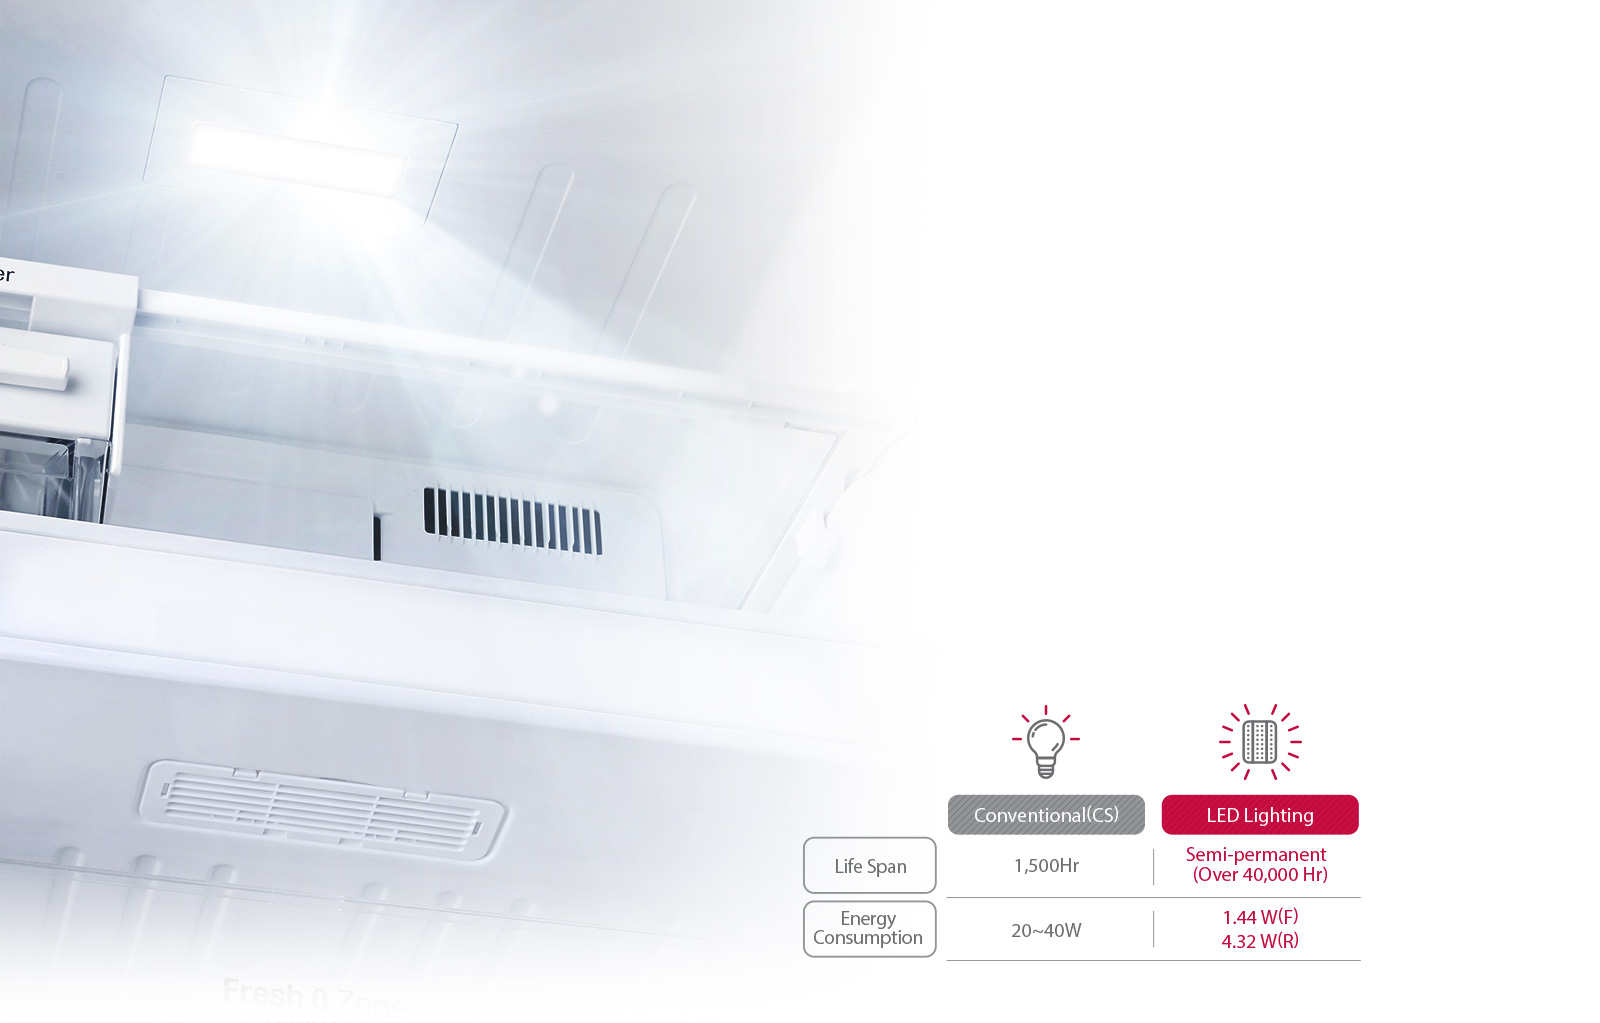 er
Conventional(CS)
LED Lighting
Life Span
1,500Hr
Semi-permanent
(Over 40,000 Hr)
Energy
Consumption
20~40W
1.44 W(F)
4.32 W(R)
Fresh 0 Zone